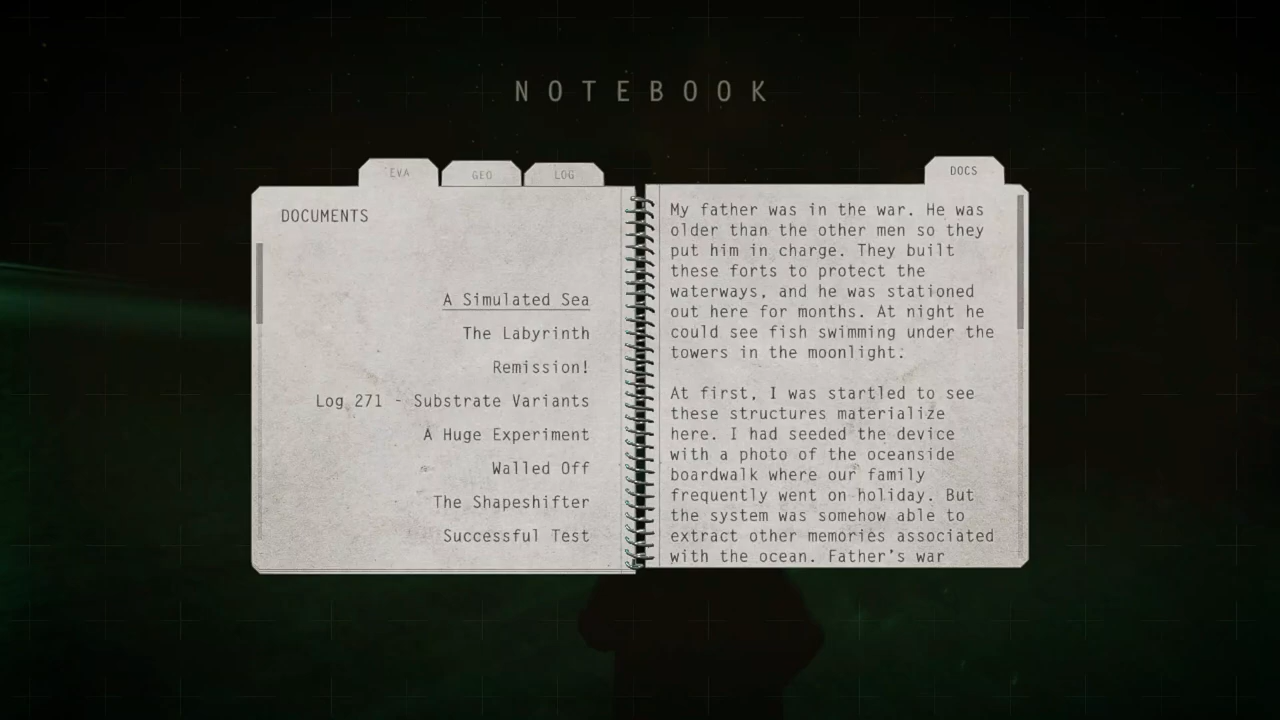 NOTEBOOK
EVA
GEO
LOG
DOCS
DOCUMENTS
A Simulated Sea
The Labyrinth
Remission!
Log 271 - Substrate Variants
A Huge Experiment
Walled Off
The Shapeshifter
Successful Test
My father was in the war. He was
older than the other men so they
put him in charge. They built
these forts to protect the
waterways, and he was stationed
out here for months. At night he
could see fish swimming under the
towers in the moonlight.
At first, I was startled to see
these structures materialize
here. I had seeded the device
with a photo of the oceanside
boardwalk where our family
frequently went on holiday. But
the system was somehow able to
extract other memories associated
with the ocean. Father's war